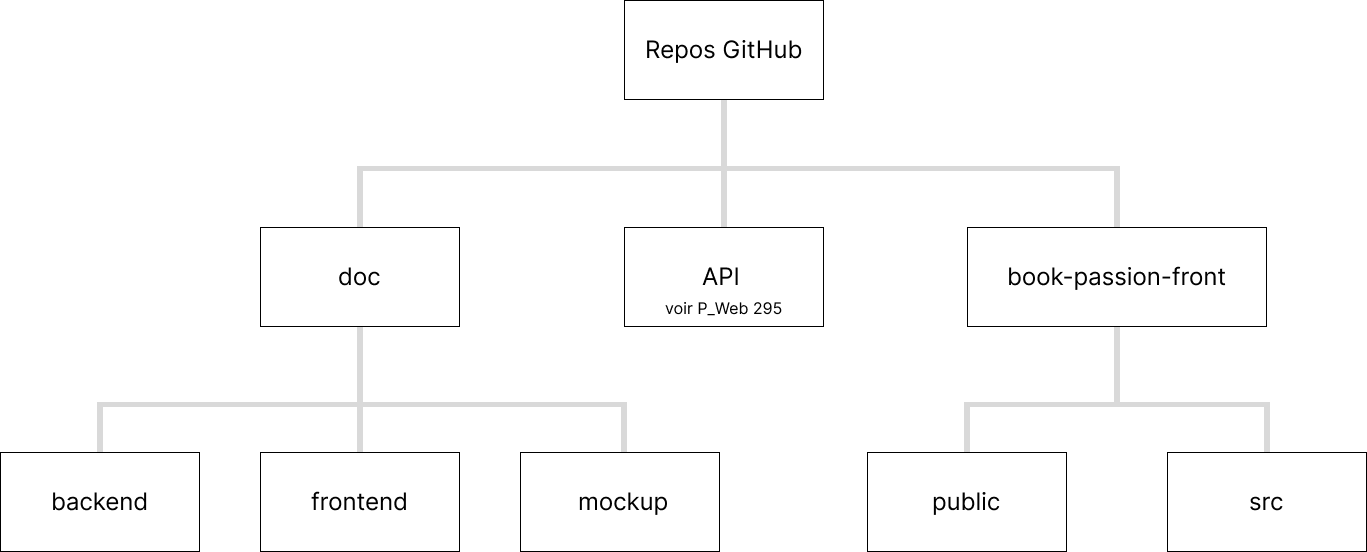 Repos GitHub
doc
API
voir P_Web 295
book-passion-front
backend
frontend
mockup
public
src